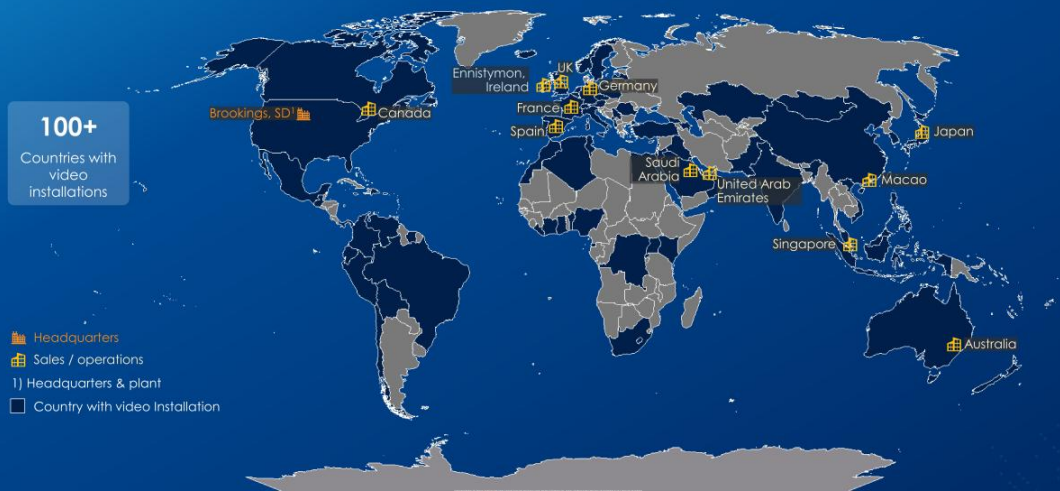 100+
Countries with
video
installations
Ennistymon,
Ireland
UK
Germany
Brookings, SD¹
Canada
France
Spain
Japan
Saudi
Arabia
United Arab
Emirates
Macao
Singapore
Australia
Headquarters
Sales / operations
1) Headquarters & plant
Country with video Installation